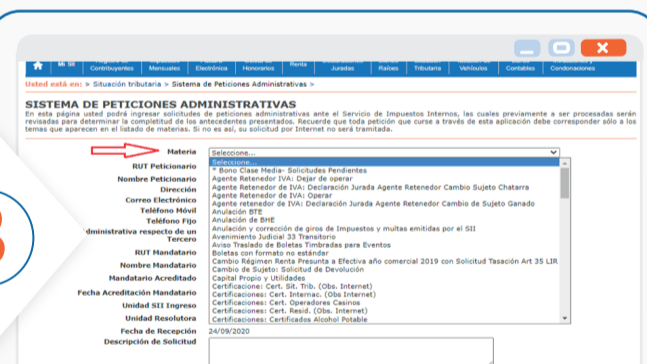 Mi SII
Contribuyentes
Mensuales
Electrónica
Honorarios
Renta
Juradas
Raíces
Tributaria
Vehículos
Contables
Condonaciones
Usted está en: > Situación tributaria > Sistema de Peticiones Administrativas >
SISTEMA DE PETICIONES ADMINISTRATIVAS
En esta página usted podrá ingresar solicitudes de peticiones administrativas ante el Servicio de Impuestos Internos, las cuales previamente a ser procesadas serán
revisadas para determinar la completitud de los antecedentes presentados. Recuerde que toda petición que curse a través de esta aplicación debe corresponder sólo a los
temas que aparecen en el listado de materias. Si no es así, su solicitud por Internet no será tramitada.
Materia
Seleccione...
RUT Peticionario
Nombre Peticionario
Dirección
Correo Electrónico
Teléfono Móvil
Teléfono Fijo
dministrativa respecto de un
Tercero
RUT Mandatario
Nombre Mandatario
Mandatario Acreditado
Fecha Acreditación Mandatario
Unidad SII Ingreso
Unidad Resolutora
Seleccione...
* Bono Clase Media- Solicitudes Pendientes
Agente Retenedor IVA: Dejar de operar
Agente Retenedor de IVA: Declaración Jurada Agente Retenedor Cambio Sujeto Chatarra
Agente Retenedor de IVA: Operar
Agente retenedor de IVA: Declaración Jurada Agente Retenedor Cambio de Sujeto Ganado
Anulación BTE
Anulación de BHE
Anulación y corrección de giros de Impuestos y multas emitidas por el SII
Avenimiento Judicial 33 Transitorio
Aviso Traslado de Boletas Timbradas para Eventos
Boletas con formato no estándar
Cambio Régimen Renta Presunta a Efectiva año comercial 2019 con Solicitud Tasación Art 35 LIR
Cambio de Sujeto: Solicitud de Devolución
Capital Propio y Utilidades
Certificaciones: Cert. Sit. Trib. (Obs. Internet)
Certificaciones: Cert. Internac. (Obs Internet)
Certificaciones: Cert. Operadores Casinos
Certificaciones: Cert. Resid. (Obs. Internet)
Certificaciones: Certificados Alcohol Potable
Fecha de Recepción 24/09/2020
Descripción de Solicitud